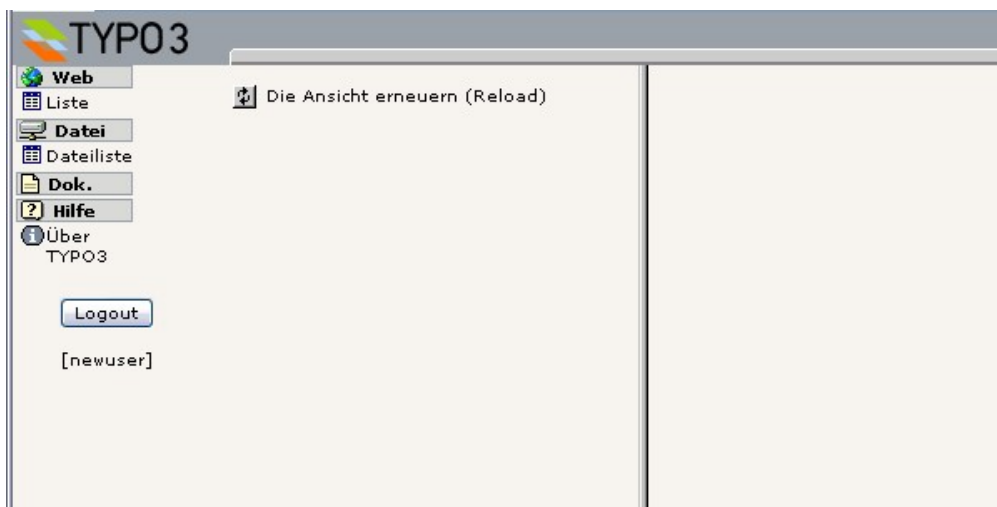 TYPO3
Web
Liste
Datei
Dateiliste
Dok.
Hilfe
Über
TYPO3
Logout
[newuser]
Die Ansicht erneuern (Reload)